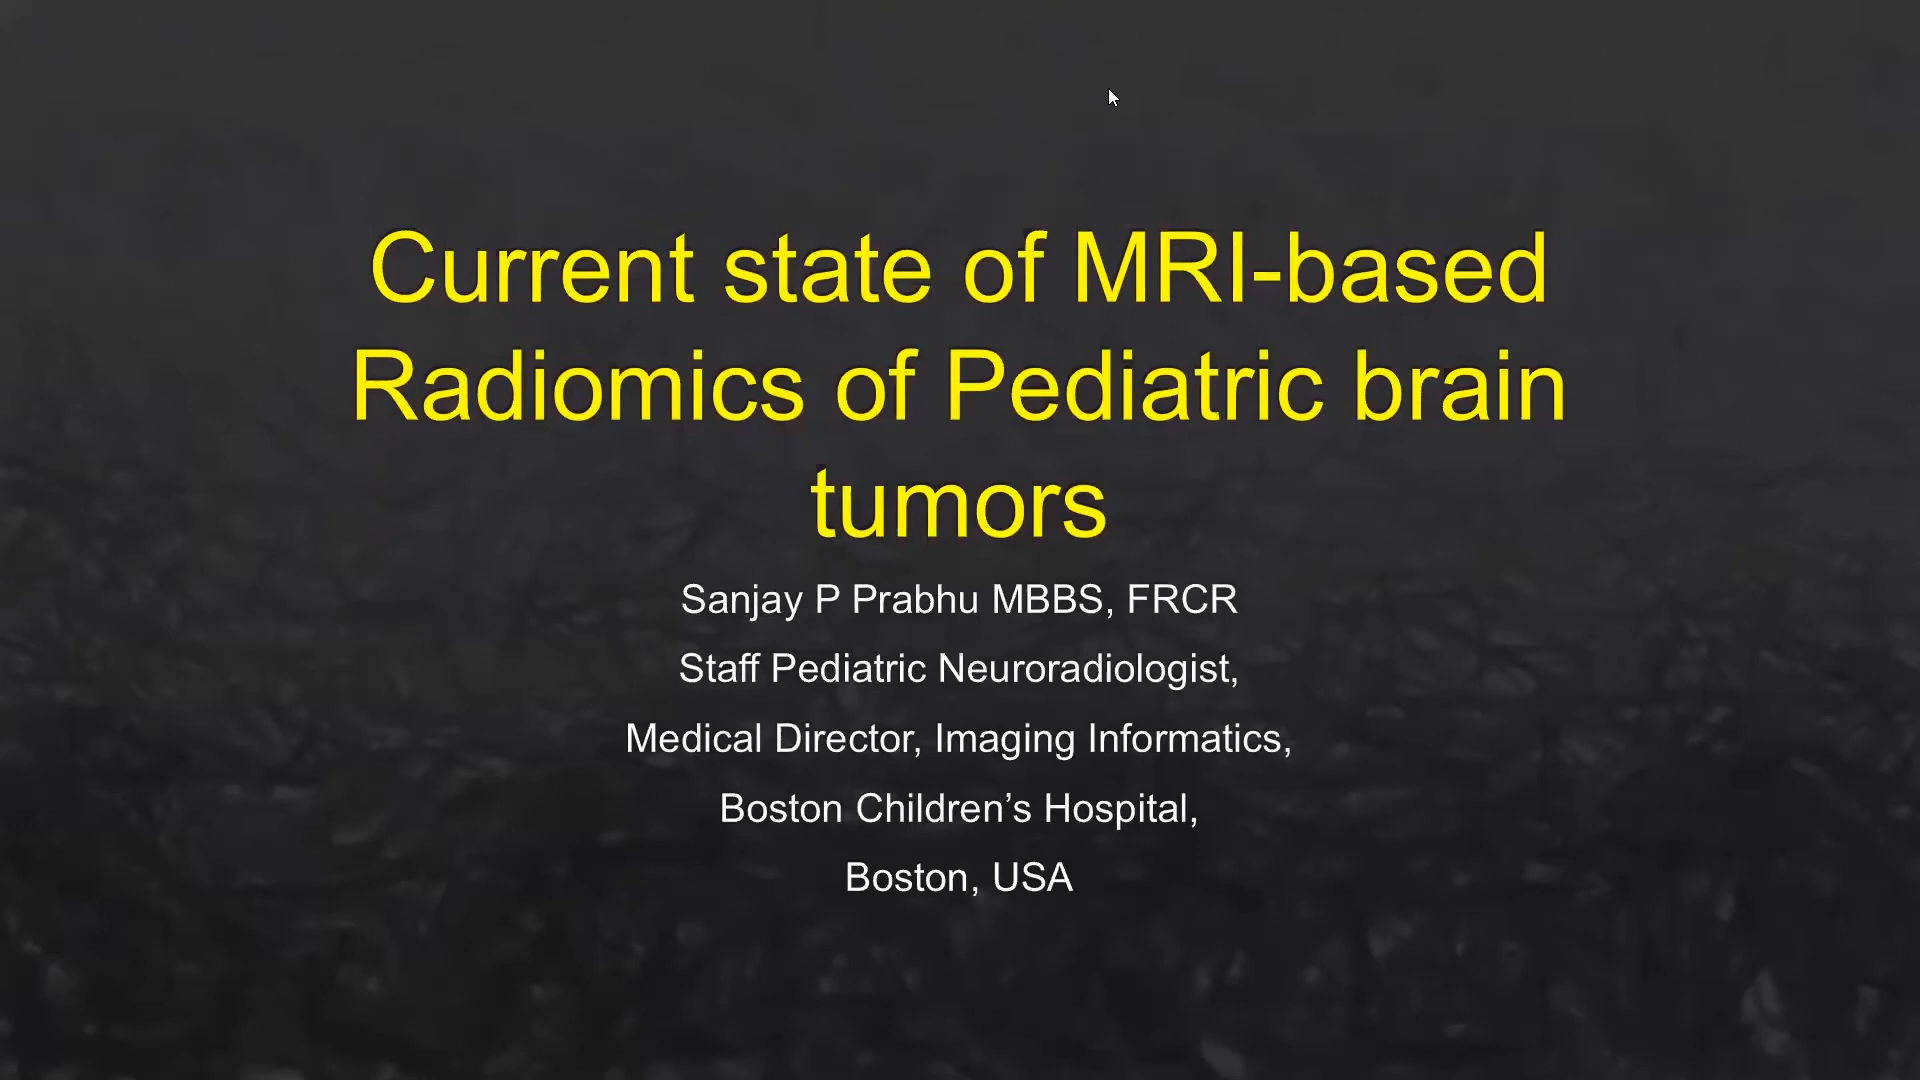 Current state of MRI-based
Radiomics of Pediatric brain
tumors
Sanjay P Prabhu MBBS, FRCR
Staff Pediatric Neuroradiologist,
Medical Director, Imaging Informatics,
Boston Children’s Hospital,
Boston, USA